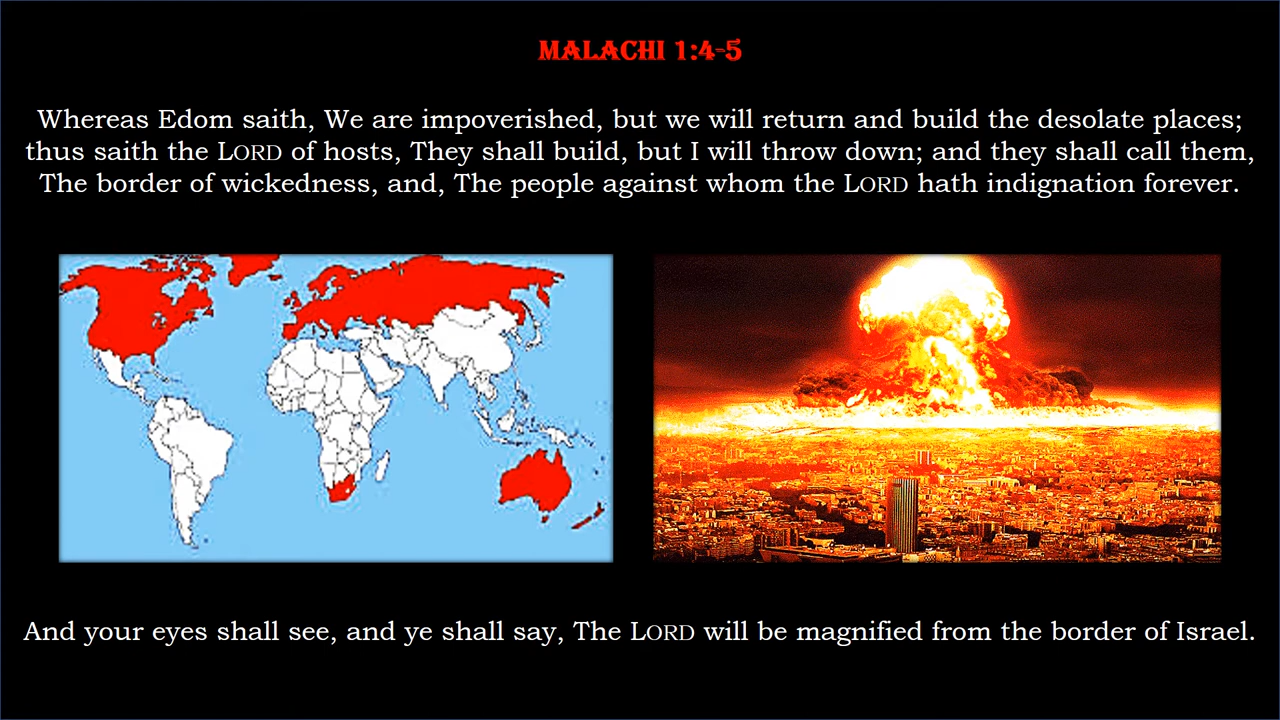 MALACHI 1:4-5
Whereas Edom saith, We are impoverished, but we will return and build the desolate places;
thus saith the LORD of hosts, They shall build, but I will throw down; and they shall call them,
The border of wickedness, and, The people against whom the LORD hath indignation forever.
And your eyes shall see, and ye shall say, The LORD will be magnified from the border of Israel.